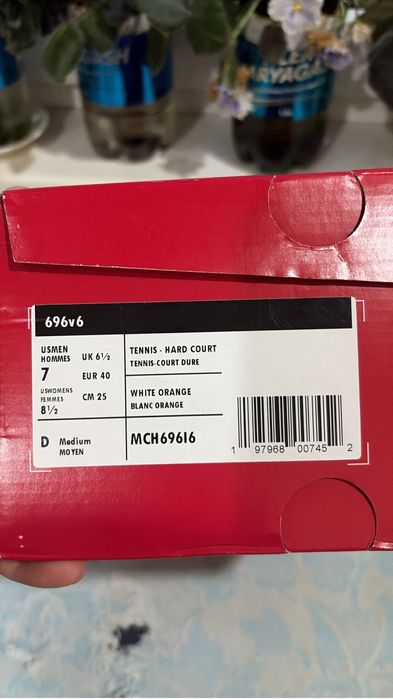 696v6
USMEN
HOMMES
7
UK 6½
EUR 40
CM 25
USWOMENS
FEMMES
8½
D Medium
MOYEN
TENNIS - HARD COURT
TENNIS-COURT DURE
WHITE ORANGE
BLANC ORANGE
MCH696I6
1 97968 00745 2